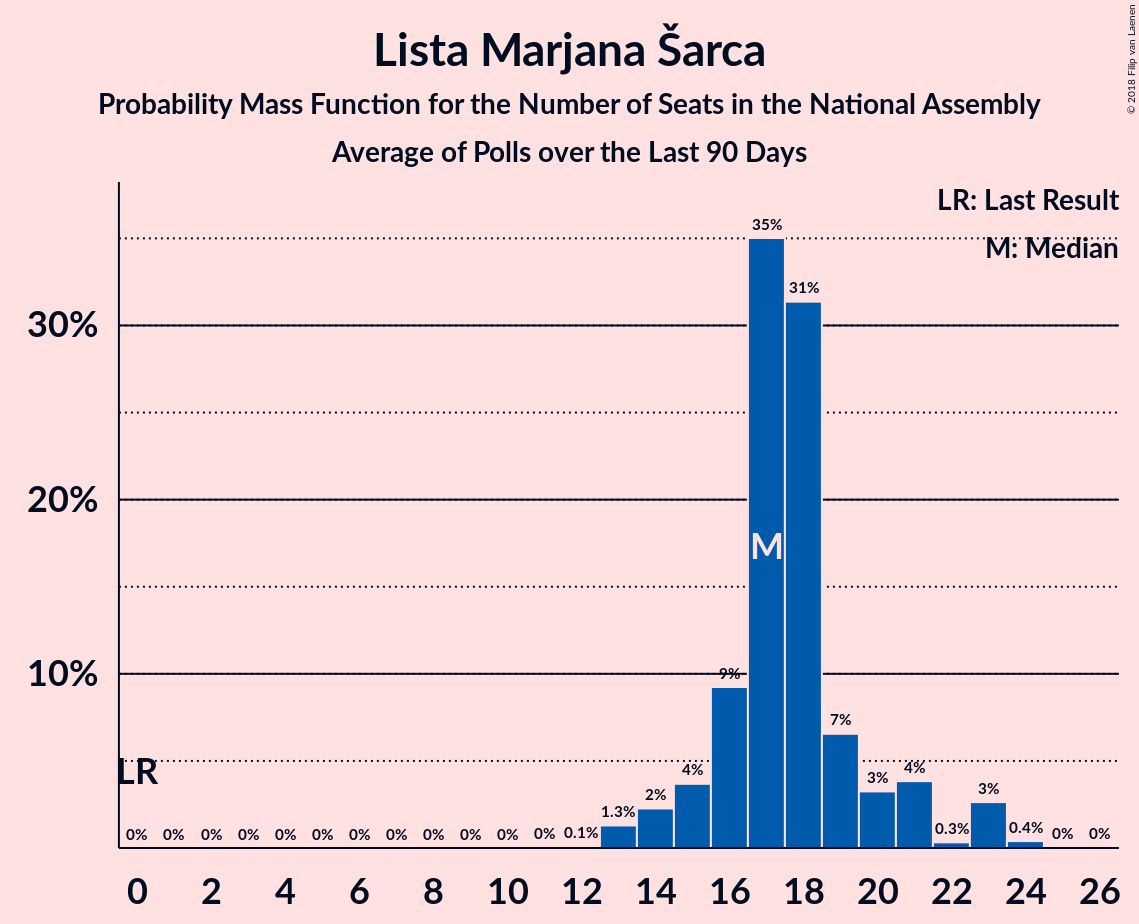 Lista Marjana Šarca
Probability Mass Function for the Number of Seats in the National Assembly
Average of Polls over the Last 90 Days
© 2018 Filip van Laenen
LR: Last Result
M: Median
35%
31%
30%
20%
M
10%
9%
7%
LR
4%
4%
3%
3%
2%
1.3%
0% 0% 0% 0% 0% 0% 0% 0% 0% 0% 0% 0% 0.1% 0.3% 0.4% 0% 0%
0 2 4 6 8 10 12 14 16 18 20 22 24 26